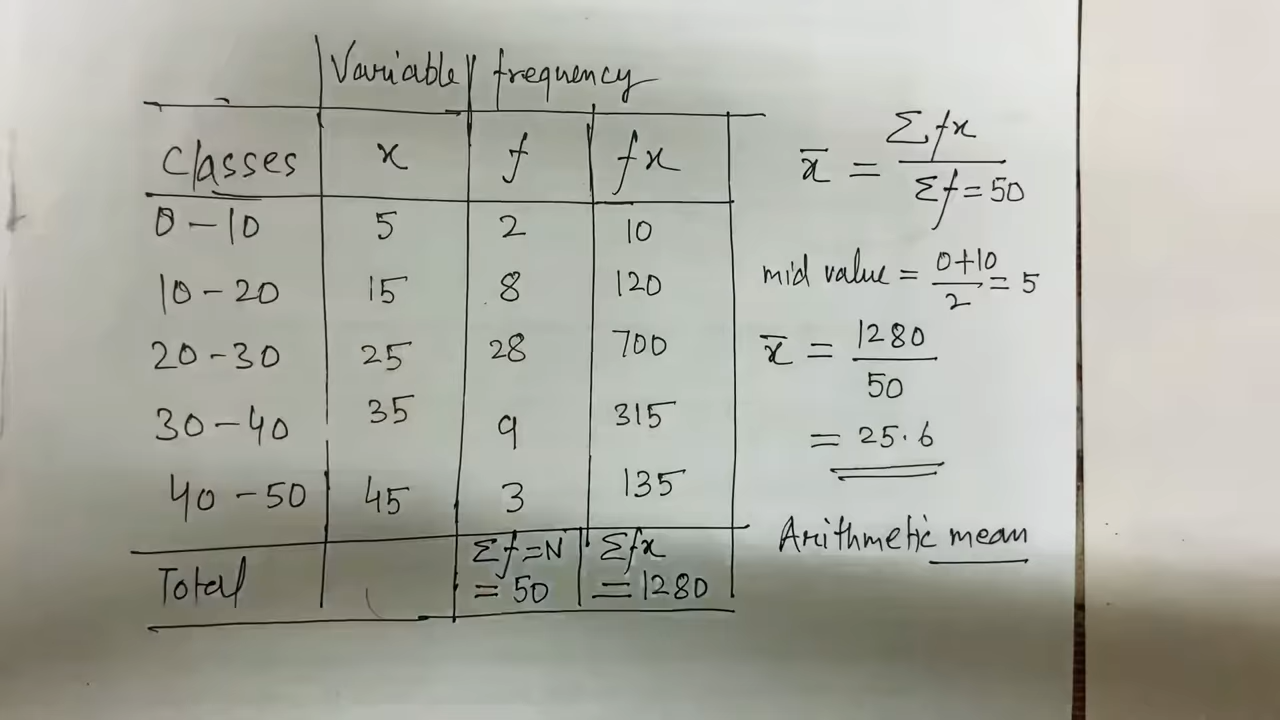 Variable frequency
Classes x f fx
0-10 5 2 10
10-20 15 8 120
20-30 25 28 700
30-40 35 9 315
40-50 45 3 135
Total Σf=N = 50 Σfx = 1280
x̄ = Σfx / Σf=50
mid value = 0+10 / 2 = 5
x̄ = 1280 / 50
= 25.6
Arithmetic mean